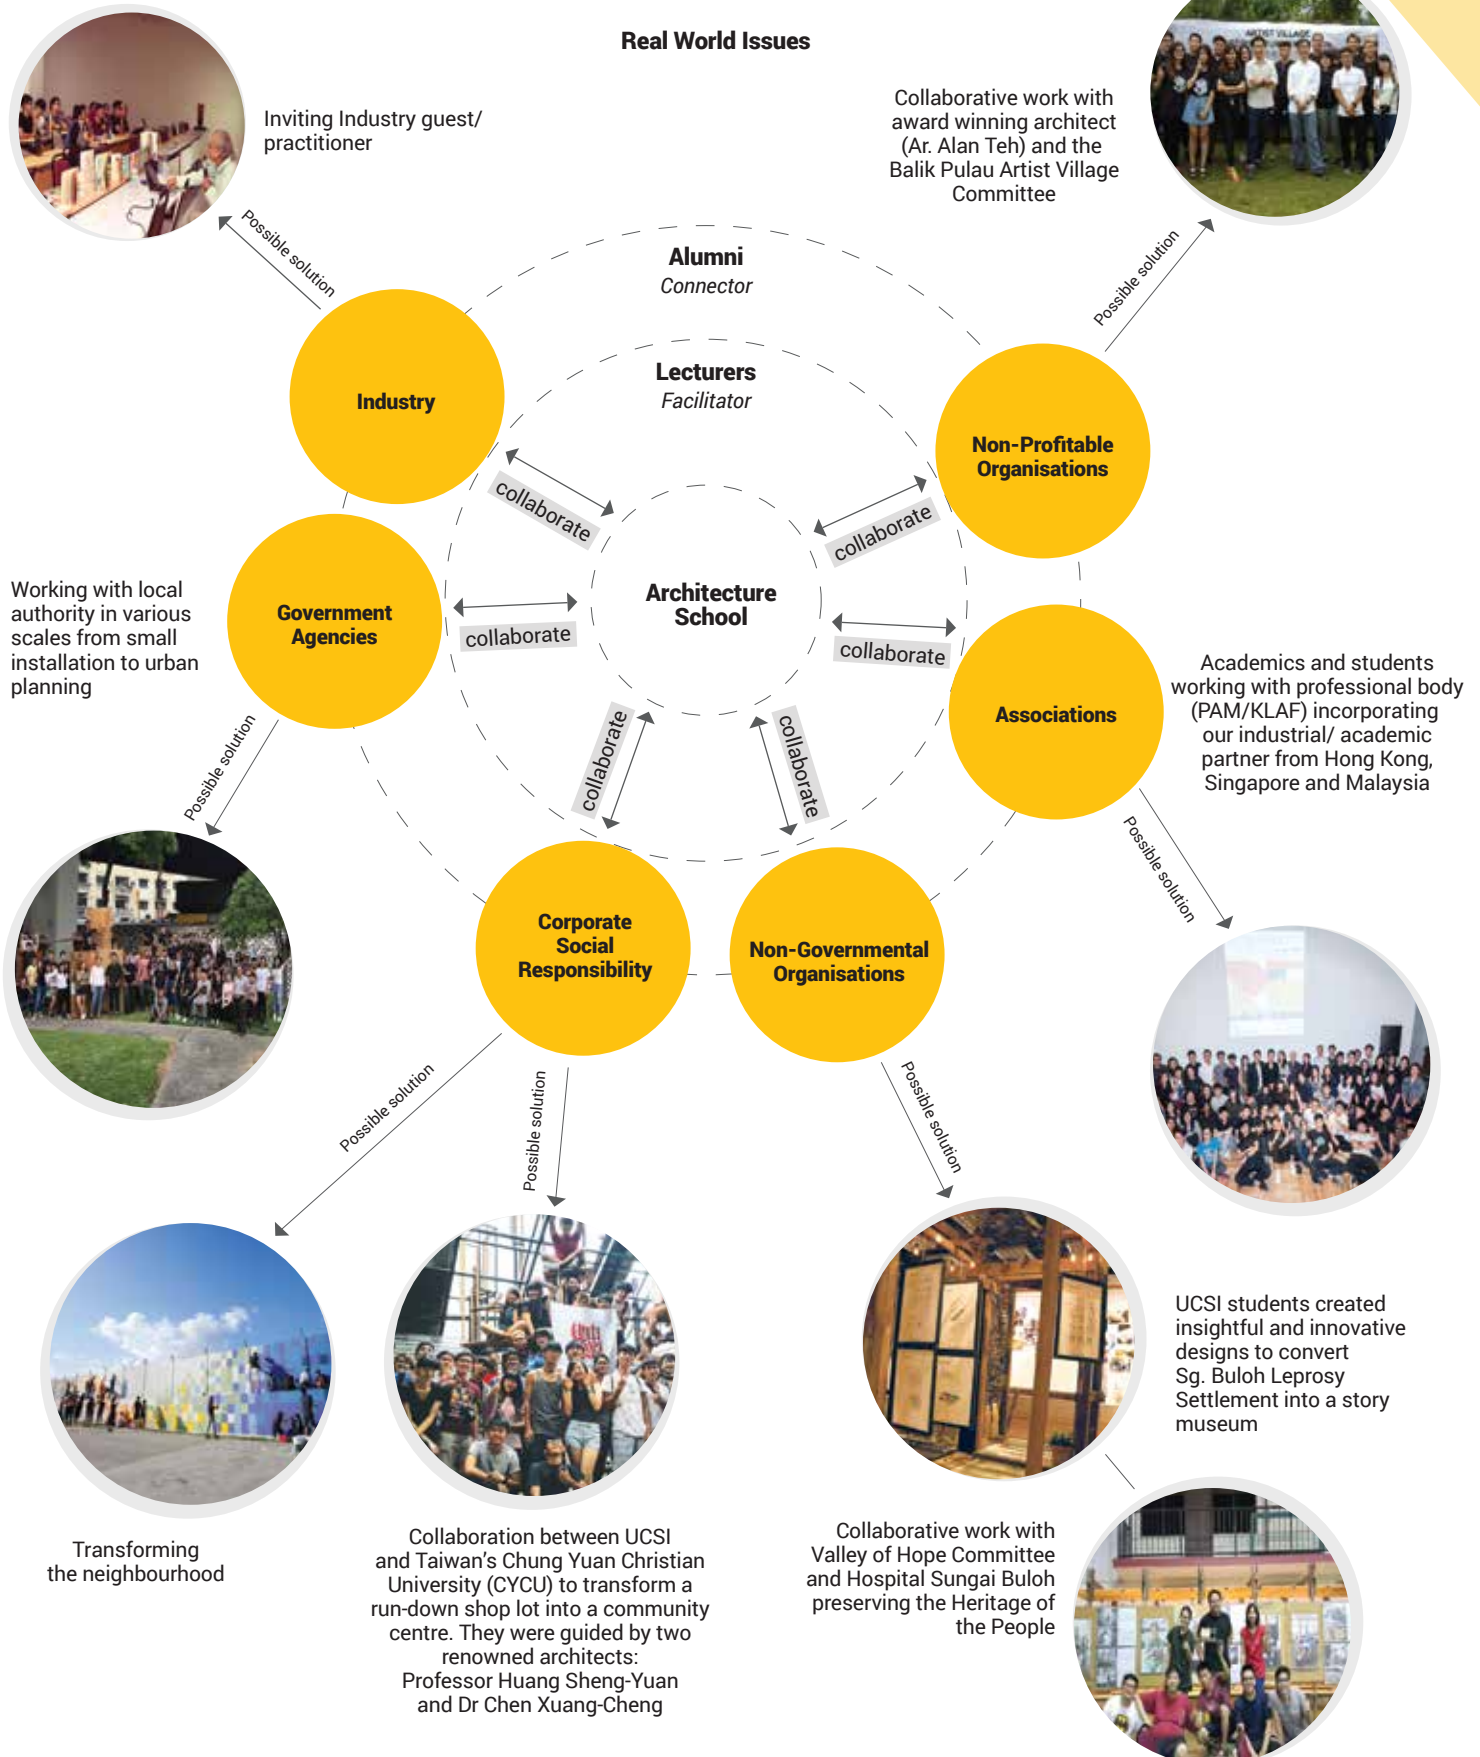 Real World Issues
Inviting Industry guest/
practitioner
Collaborative work with
award winning architect
(Ar. Alan Teh) and the
Balik Pulau Artist Village
Committee
ARTIST VILLAGE
Possible solution
Possible solution
Alumni
Connector
Lecturers
Facilitator
Industry
Non-Profitable
Organisations
collaborate
collaborate
Architecture
School
Government
Agencies
collaborate
collaborate
Associations
Working with local
authority in various
scales from small
installation to urban
planning
Academics and students
working with professional body
(PAM/KLAF) incorporating
our industrial/ academic
partner from Hong Kong,
Singapore and Malaysia
Possible solution
collaborate
collaborate
Possible solution
Corporate
Social
Responsibility
Non-Governmental
Organisations
Possible solution
Possible solution
Possible solution
UCSI students created
insightful and innovative
designs to convert
Sg. Buloh Leprosy
Settlement into a story
museum
Transforming
the neighbourhood
Collaboration between UCSI
and Taiwan's Chung Yuan Christian
University (CYCU) to transform a
run-down shop lot into a community
centre. They were guided by two
renowned architects:
Professor Huang Sheng-Yuan
and Dr Chen Xuang-Cheng
Collaborative work with
Valley of Hope Committee
and Hospital Sungai Buloh
preserving the Heritage of
the People